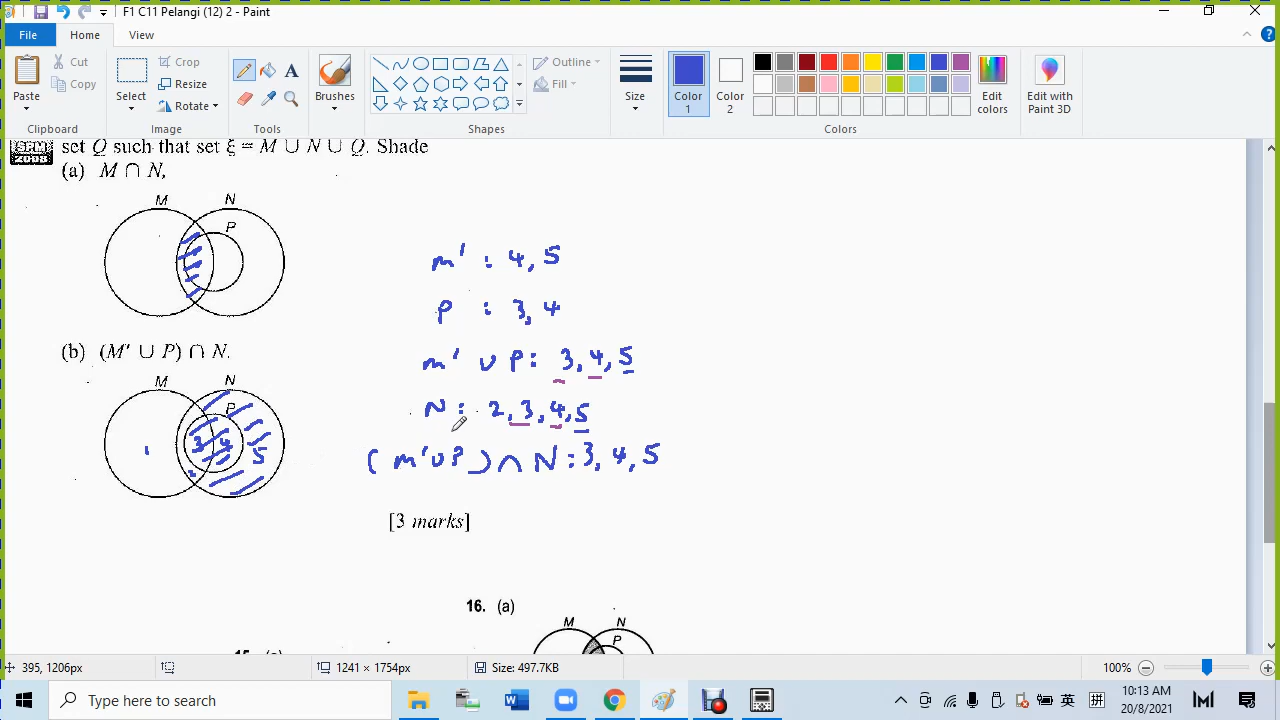 F1 C11 Pelangi (12) 2 - Paint
File Home View
Paste Cut Copy Clipboard
Select Crop Resize Rotate Image
Tools
Brushes
Shapes Outline Fill
Size
Color 1 Color 2 Edit colors Colors
Edit with Paint 3D
SPM 2008 set Q such that set ξ = M ∪ N ∪ Q. Shade
(a) M ∩ N,
M N
P
m' : 4, 5
P : 3, 4
(b) (M' ∪ P) ∩ N.
m' ∪ P : 3, 4, 5
M N
P
N : 2, 3, 4, 5
1 3 4 5
(m'∪P) ∩ N : 3, 4, 5
[3 marks]
16. (a)
M N
P
395, 1206px 1241 × 1754px Size: 497.7KB 100%
Type here to search
英 拼 10:13 AM
20/8/2021